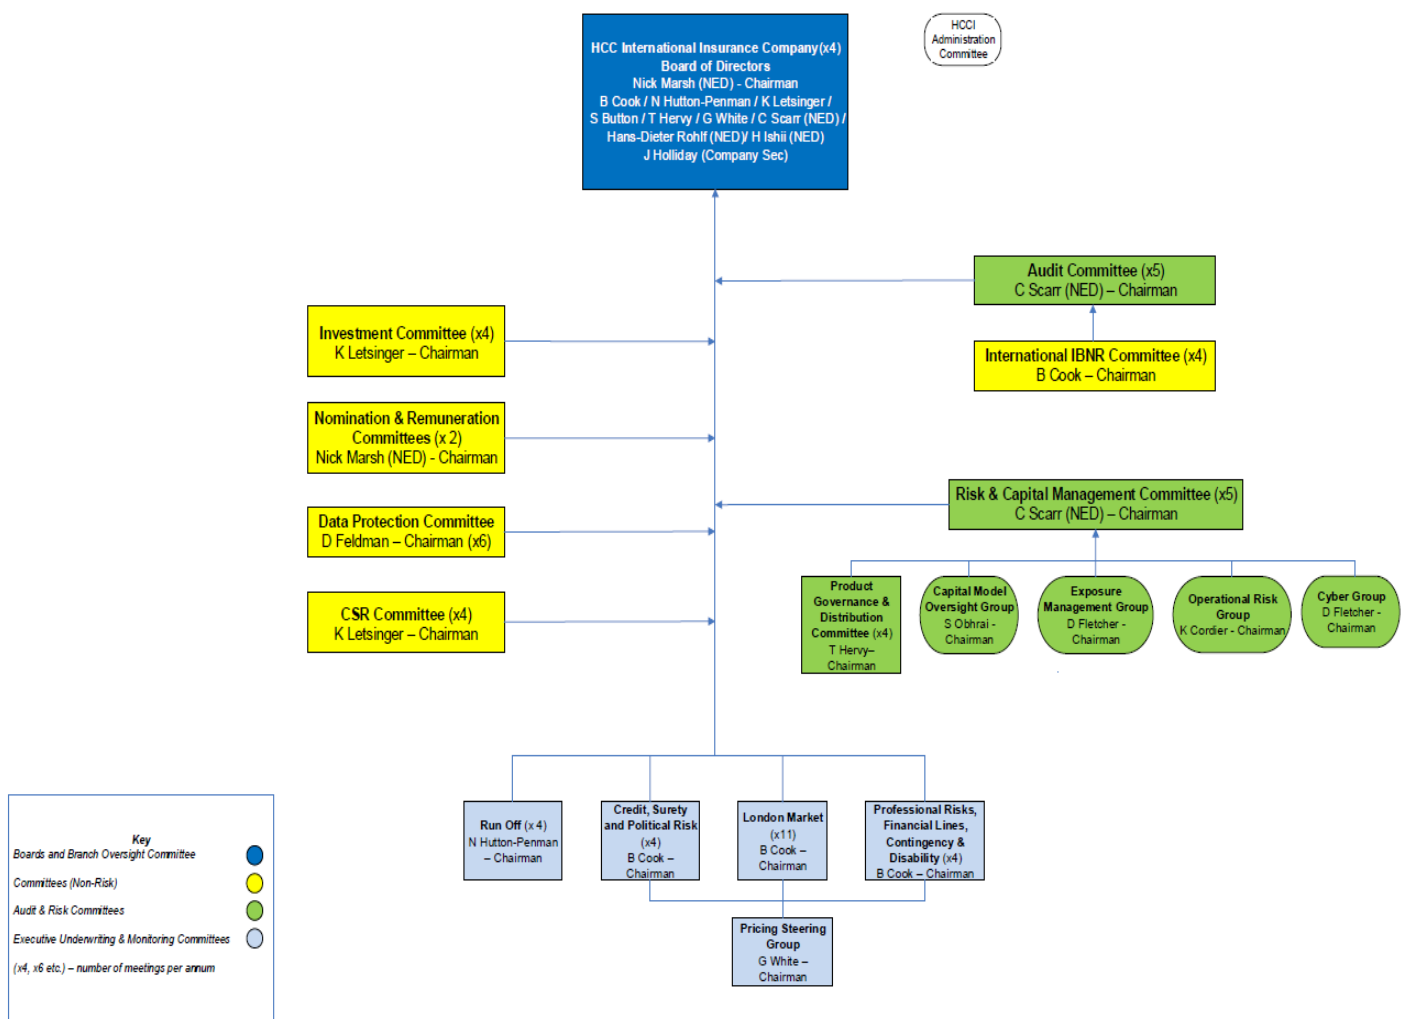 HCC International Insurance Company(x4)
Board of Directors
Nick Marsh (NED) - Chairman
B Cook / N Hutton-Penman / K Letsinger /
S Button / T Hervy / G White / C Scarr (NED) /
Hans-Dieter Rohlf (NED)/ H Ishii (NED)
J Holliday (Company Sec)
HCCI
Administration
Committee
Audit Committee (x5)
C Scarr (NED) – Chairman
Investment Committee (x4)
K Letsinger – Chairman
International IBNR Committee (x4)
B Cook – Chairman
Nomination & Remuneration
Committees (x 2)
Nick Marsh (NED) - Chairman
Risk & Capital Management Committee (x5)
C Scarr (NED) – Chairman
Data Protection Committee
D Feldman – Chairman (x6)
CSR Committee (x4)
K Letsinger – Chairman
Product
Governance &
Distribution
Committee (x4)
T Hervy–
Chairman
Capital Model
Oversight Group
S Obhrai -
Chairman
Exposure
Management Group
D Fletcher -
Chairman
Operational Risk
Group
K Cordier - Chairman
Cyber Group
D Fletcher -
Chairman
Run Off (x 4)
N Hutton-Penman
– Chairman
Credit, Surety
and Political Risk
(x4)
B Cook –
Chairman
London Market
(x11)
B Cook –
Chairman
Professional Risks,
Financial Lines,
Contingency &
Disability (x4)
B Cook – Chairman
Pricing Steering
Group
G White –
Chairman
Key
Boards and Branch Oversight Committee
Committees (Non-Risk)
Audit & Risk Committees
Executive Underwriting & Monitoring Committees
(x4, x6 etc.) – number of meetings per annum